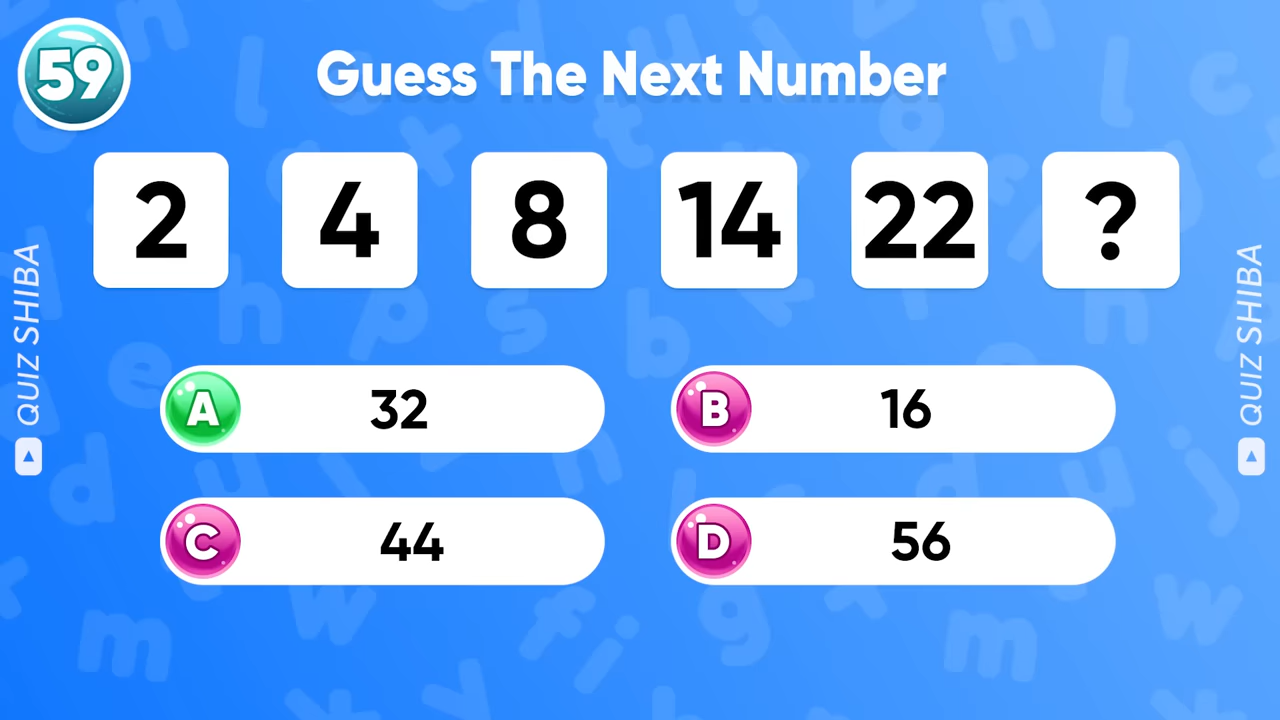 59
Guess The Next Number
2 4 8 14 22 ?
QUIZ SHIBA
QUIZ SHIBA
A 32
B 16
C 44
D 56